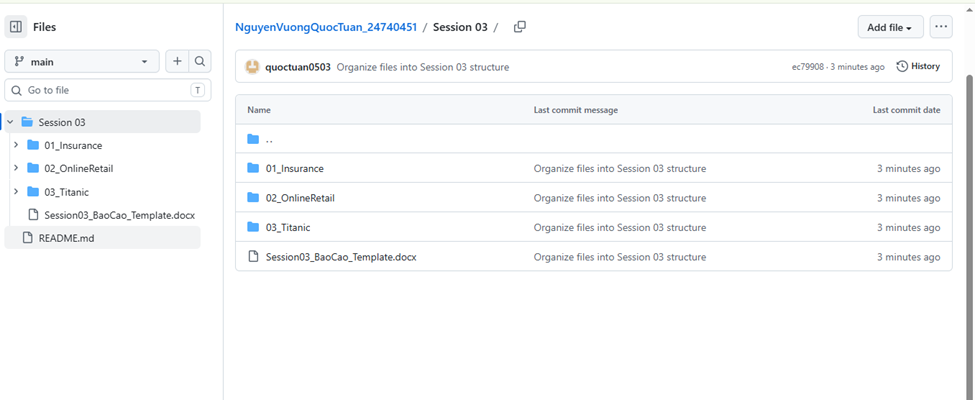 Files
main
Go to file
T
Session 03
01_Insurance
02_OnlineRetail
03_Titanic
Session03_BaoCao_Template.docx
README.md
NguyenVuongQuocTuan_24740451 / Session 03 /
Add file
quoctuan0503 Organize files into Session 03 structure
ec79908 · 3 minutes ago
History
Name Last commit message Last commit date
..
01_Insurance Organize files into Session 03 structure 3 minutes ago
02_OnlineRetail Organize files into Session 03 structure 3 minutes ago
03_Titanic Organize files into Session 03 structure 3 minutes ago
Session03_BaoCao_Template.docx Organize files into Session 03 structure 3 minutes ago